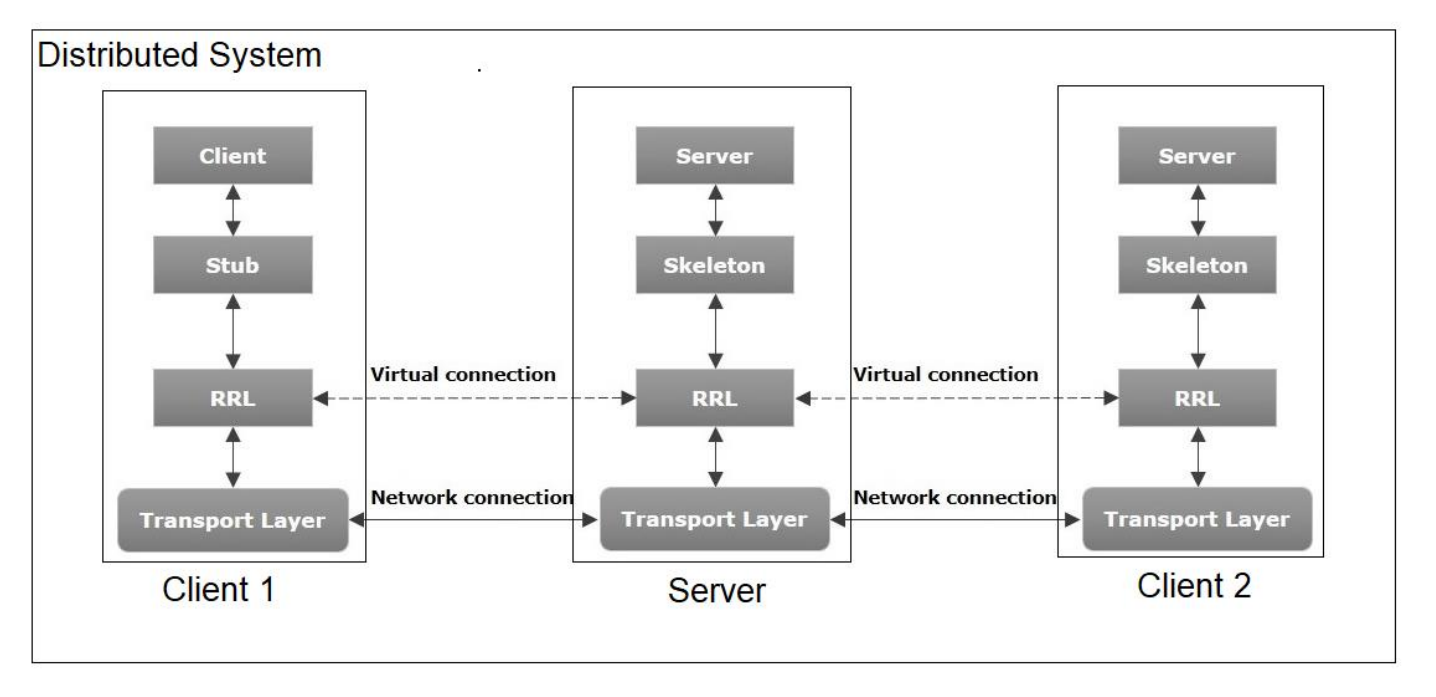 Distributed System
Client
Server
Server
Stub
Skeleton
Skeleton
Virtual connection
Virtual connection
RRL
RRL
RRL
Network connection
Network connection
Transport Layer
Transport Layer
Transport Layer
Client 1
Server
Client 2